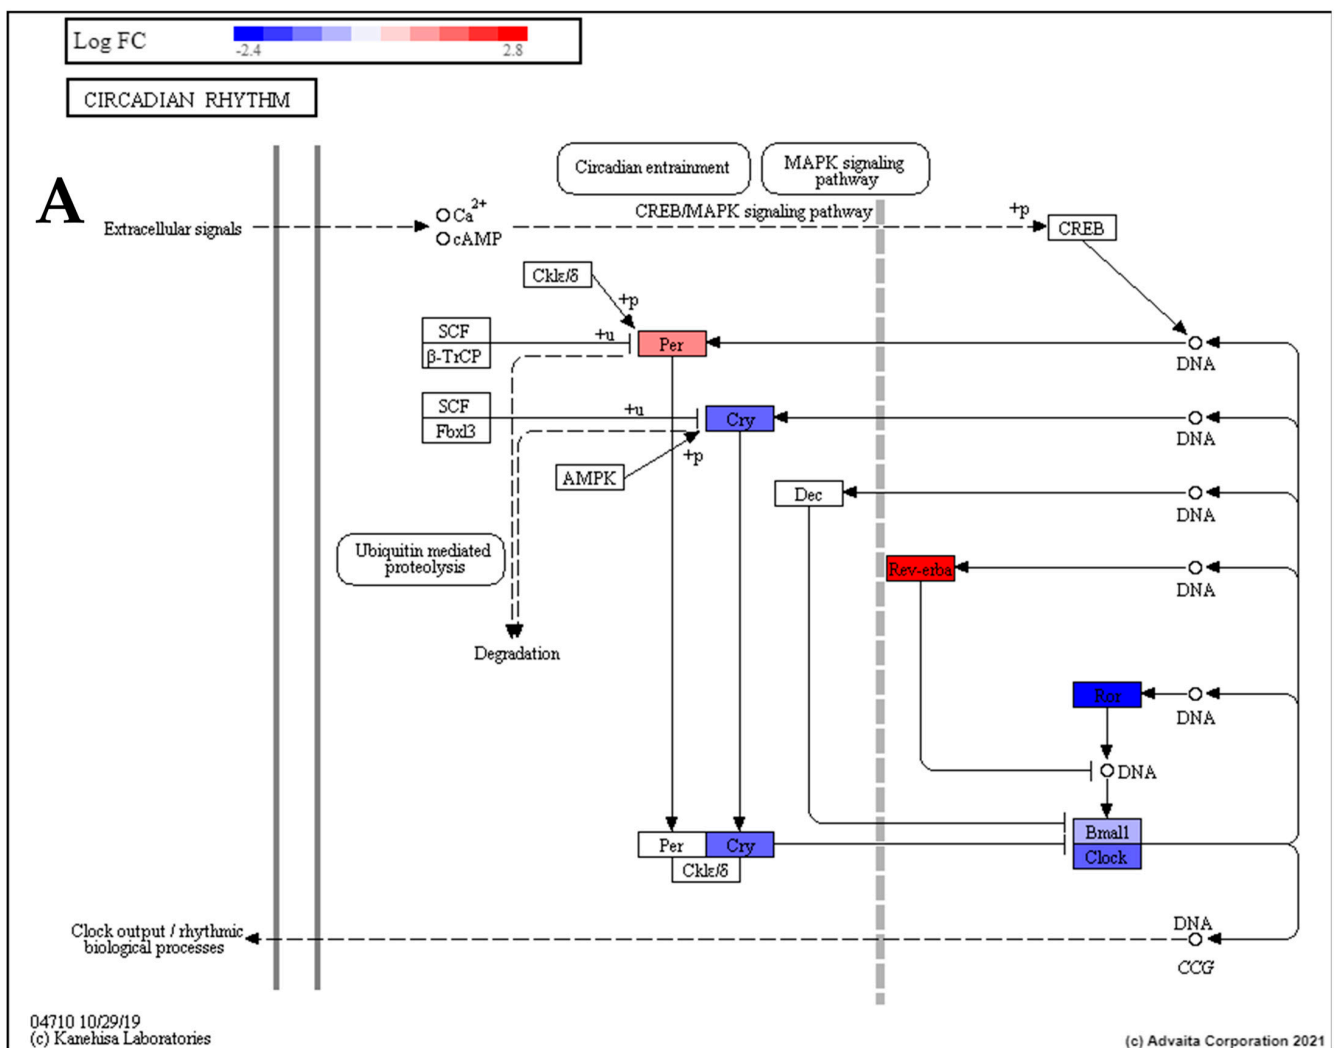 Log FC
-2.4
2.8
CIRCADIAN RHYTHM
A
Circadian entrainment
MAPK signaling
pathway
Extracellular signals
Ca2+
cAMP
CREB/MAPK signaling pathway
+p
CREB
CkIε/δ
+p
SCF
β-TrCP
+u
Per
DNA
SCF
Fbxl3
+u
Cry
DNA
+p
AMPK
Dec
DNA
Ubiquitin mediated
proteolysis
Rev-erba
DNA
Degradation
Ror
DNA
DNA
Bmal1
Clock
Per
Cry
CkIε/δ
Clock output / rhythmic
biological processes
DNA
CCG
04710 10/29/19
(c) Kanehisa Laboratories
(c) Advaita Corporation 2021